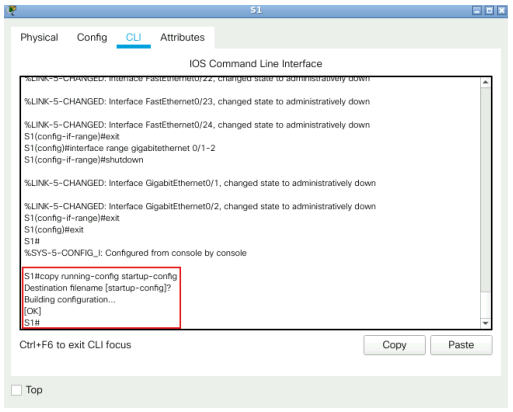 S1
Physical Config CLI Attributes
IOS Command Line Interface
%LINK-5-CHANGED: Interface FastEthernet0/22, changed state to administratively down
%LINK-5-CHANGED: Interface FastEthernet0/23, changed state to administratively down
%LINK-5-CHANGED: Interface FastEthernet0/24, changed state to administratively down
S1(config-if-range)#exit
S1(config)#interface range gigabitethernet 0/1-2
S1(config-if-range)#shutdown
%LINK-5-CHANGED: Interface GigabitEthernet0/1, changed state to administratively down
%LINK-5-CHANGED: Interface GigabitEthernet0/2, changed state to administratively down
S1(config-if-range)#exit
S1(config)#exit
S1#
%SYS-5-CONFIG_I: Configured from console by console
S1#copy running-config startup-config
Destination filename [startup-config]?
Building configuration...
[OK]
S1#
Ctrl+F6 to exit CLI focus
Copy Paste
Top